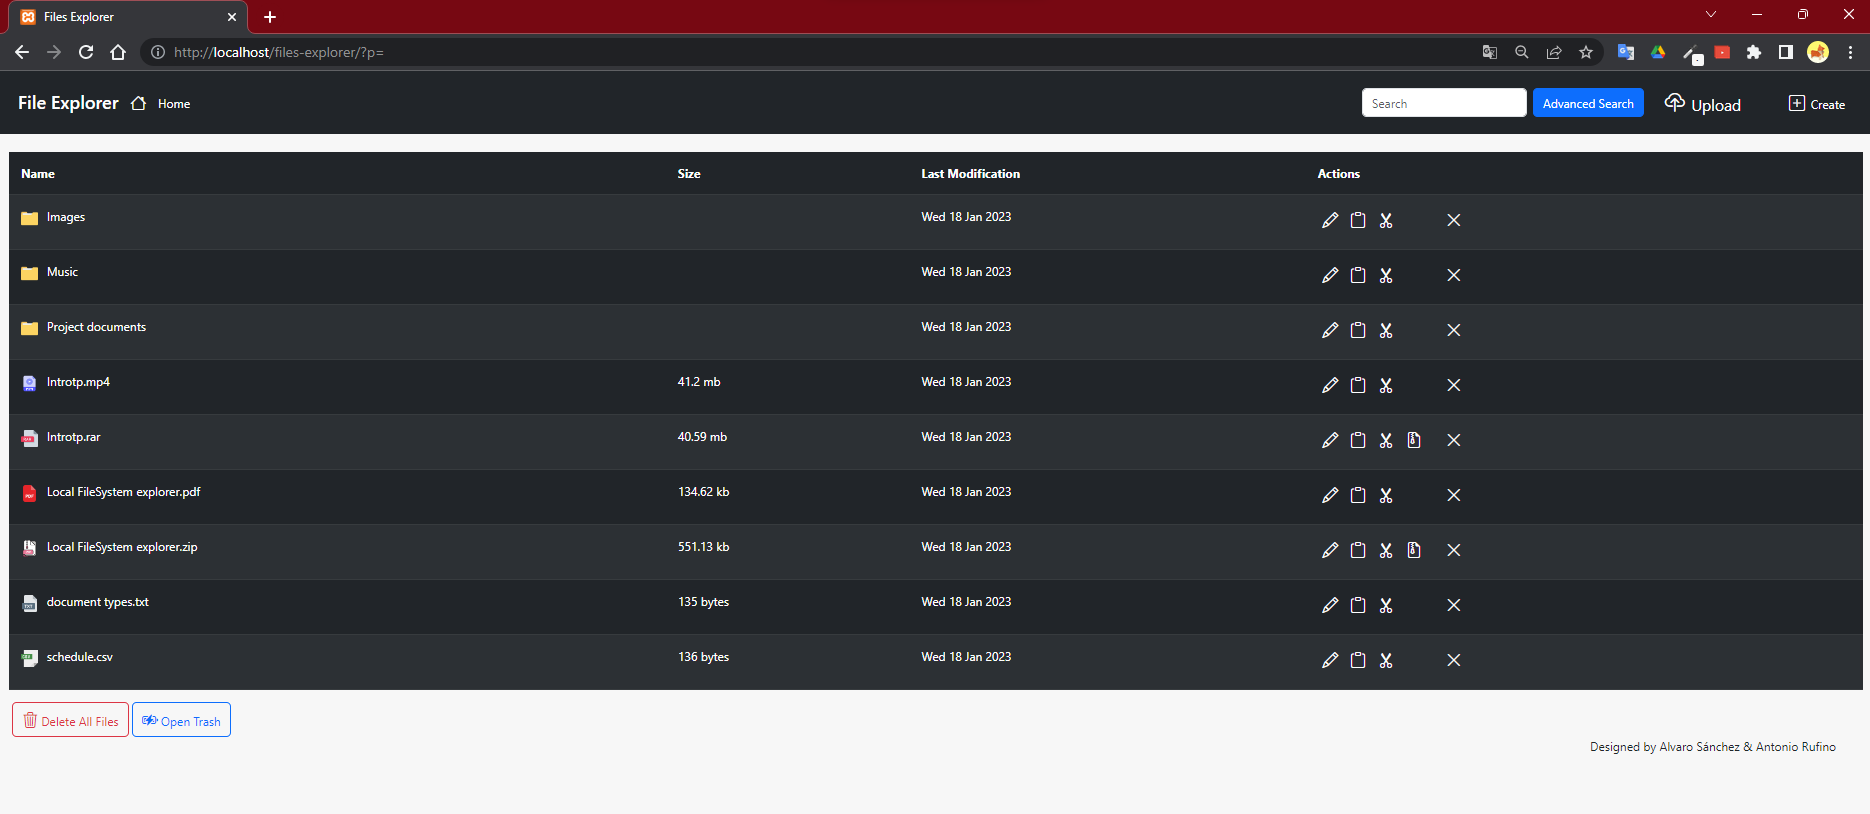 Files Explorer
http://localhost/files-explorer/?p=
File Explorer Home Search Advanced Search Upload Create
Name Size Last Modification Actions
Images Wed 18 Jan 2023
Music Wed 18 Jan 2023
Project documents Wed 18 Jan 2023
Introtp.mp4 41.2 mb Wed 18 Jan 2023
Introtp.rar 40.59 mb Wed 18 Jan 2023
Local FileSystem explorer.pdf 134.62 kb Wed 18 Jan 2023
Local FileSystem explorer.zip 551.13 kb Wed 18 Jan 2023
document types.txt 135 bytes Wed 18 Jan 2023
schedule.csv 136 bytes Wed 18 Jan 2023
Delete All Files Open Trash
Designed by Alvaro Sánchez & Antonio Rufino